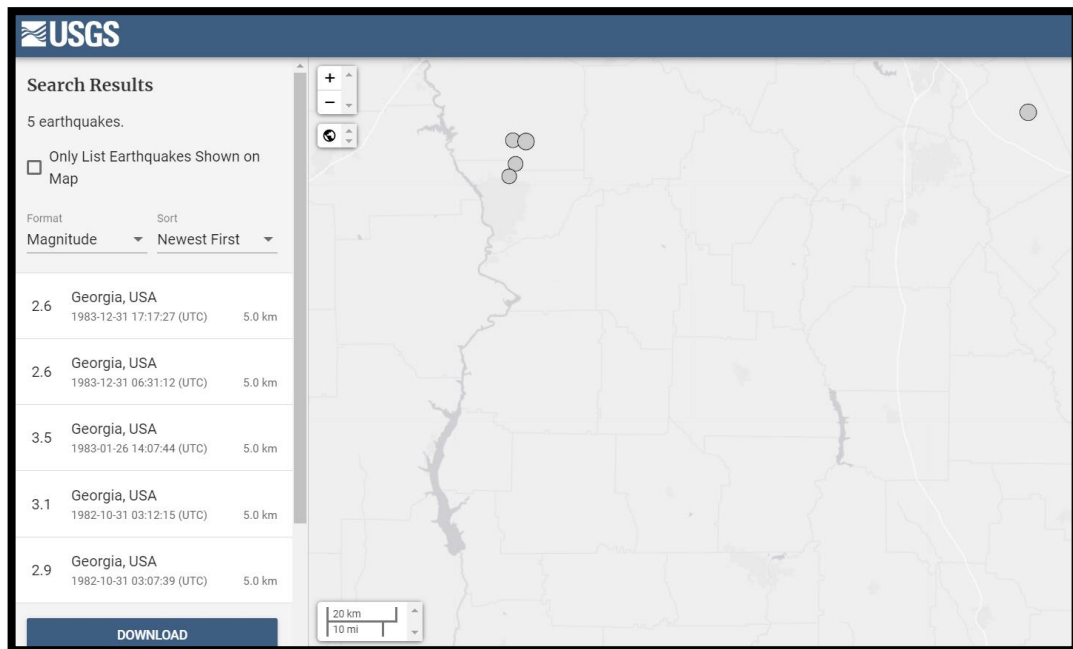 USGS
Search Results
5 earthquakes.
Only List Earthquakes Shown on
Map
Format Sort
Magnitude Newest First
2.6 Georgia, USA
1983-12-31 17:17:27 (UTC) 5.0 km
2.6 Georgia, USA
1983-12-31 06:31:12 (UTC) 5.0 km
3.5 Georgia, USA
1983-01-26 14:07:44 (UTC) 5.0 km
3.1 Georgia, USA
1982-10-31 03:12:15 (UTC) 5.0 km
2.9 Georgia, USA
1982-10-31 03:07:39 (UTC) 5.0 km
DOWNLOAD
+
−
20 km
10 mi